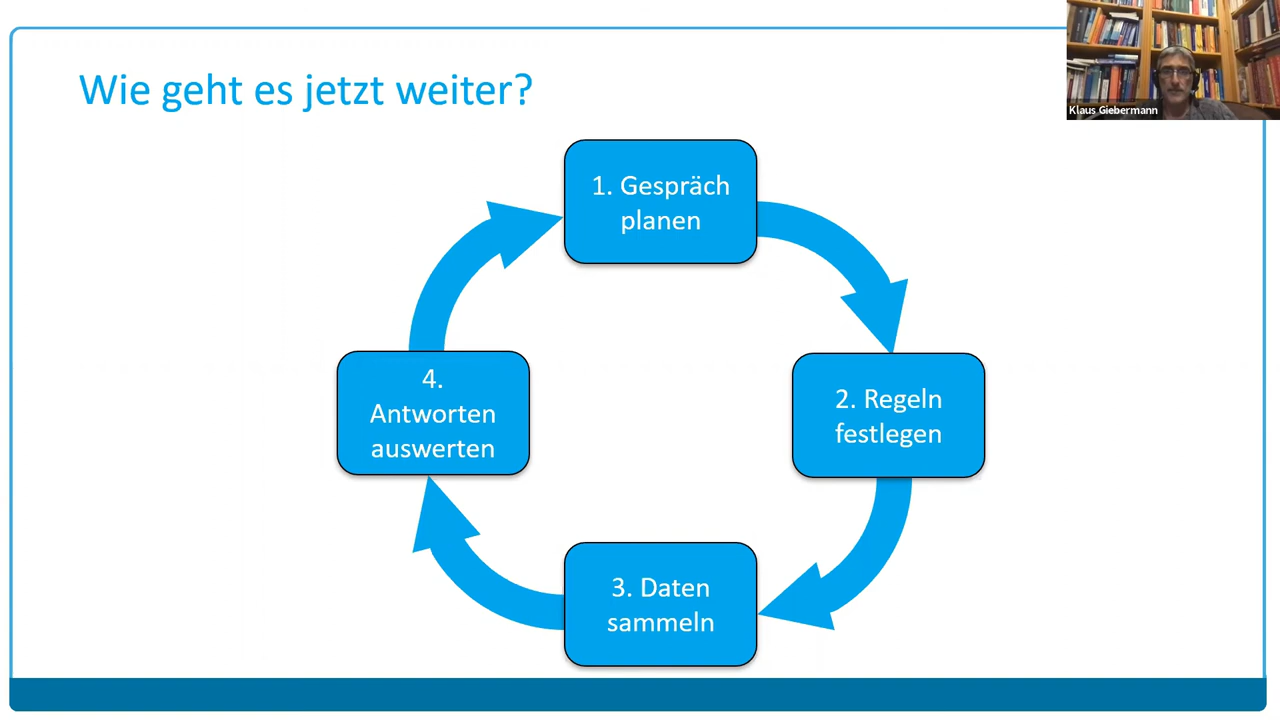 Wie geht es jetzt weiter?
Klaus Giebermann
1. Gespräch
planen
2. Regeln
festlegen
3. Daten
sammeln
4.
Antworten
auswerten